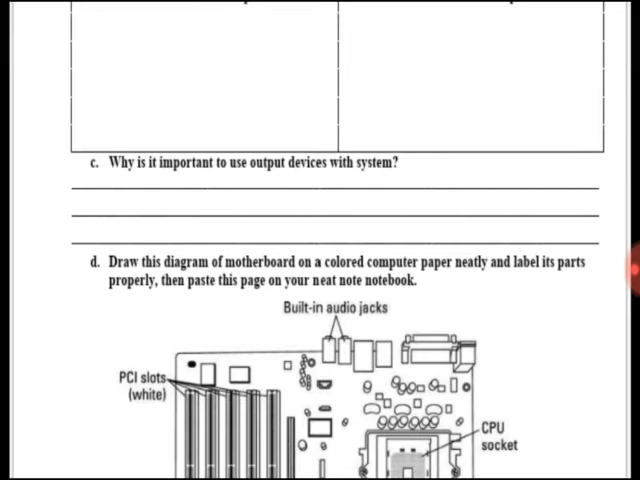 c. Why is it important to use output devices with system?
d. Draw this diagram of motherboard on a colored computer paper neatly and label its parts
properly, then paste this page on your neat note notebook.
Built-in audio jacks
PCI slots
(white)
CPU
socket